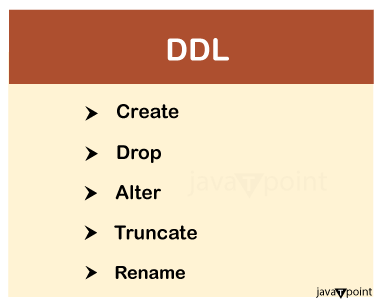 DDL
Create
Drop
Alter
Truncate
Rename
javaTpoint
javaTpoint